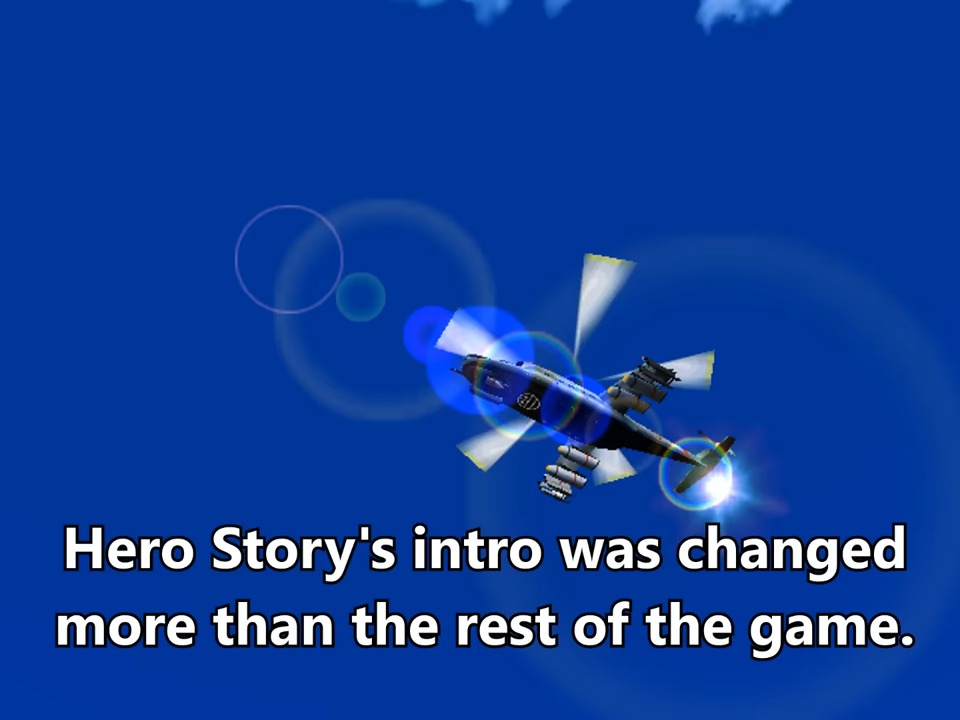 Hero Story's intro was changed
more than the rest of the game.